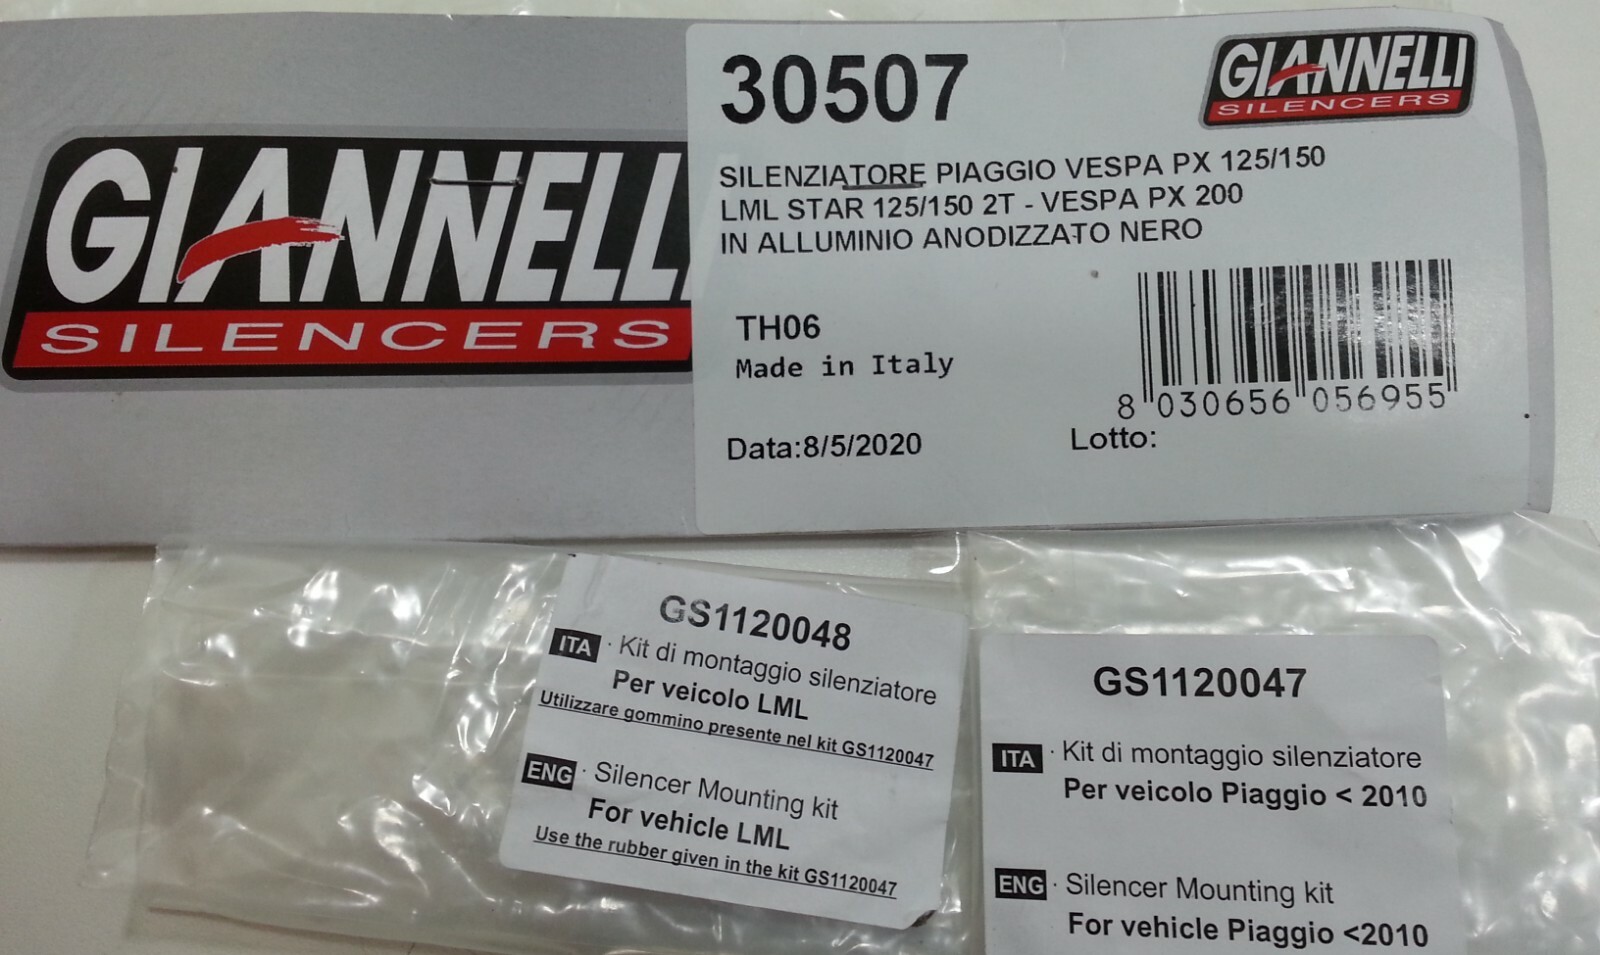 GIANNELLI
SILENCERS
30507
GIANNELLI
SILENCERS
SILENZIATORE PIAGGIO VESPA PX 125/150
LML STAR 125/150 2T - VESPA PX 200
IN ALLUMINIO ANODIZZATO NERO
TH06
Made in Italy
8 030656 056955
Data:8/5/2020
Lotto:
GS1120048
ITA · Kit di montaggio silenziatore
Per veicolo LML
Utilizzare gommino presente nel kit GS1120047
ENG · Silencer Mounting kit
For vehicle LML
Use the rubber given in the kit GS1120047
GS1120047
ITA · Kit di montaggio silenziatore
Per veicolo Piaggio < 2010
ENG · Silencer Mounting kit
For vehicle Piaggio <2010